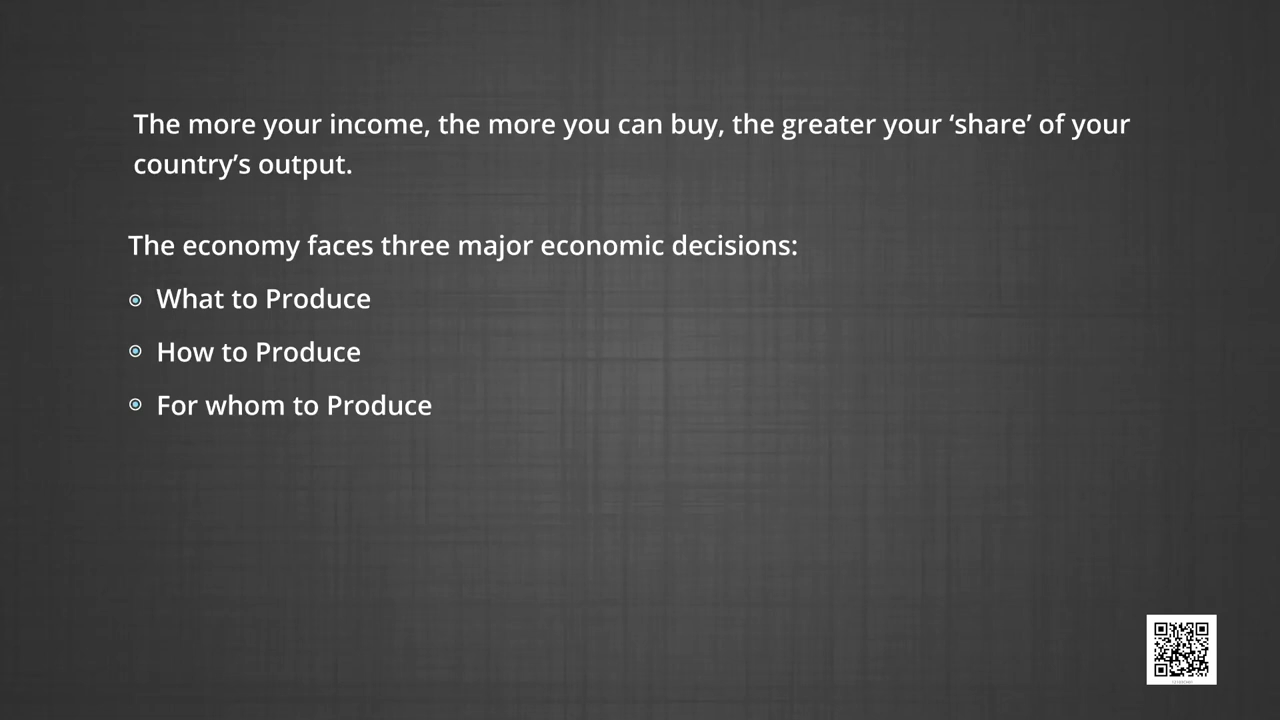 The more your income, the more you can buy, the greater your ‘share’ of your
country’s output.
The economy faces three major economic decisions:
What to Produce
How to Produce
For whom to Produce